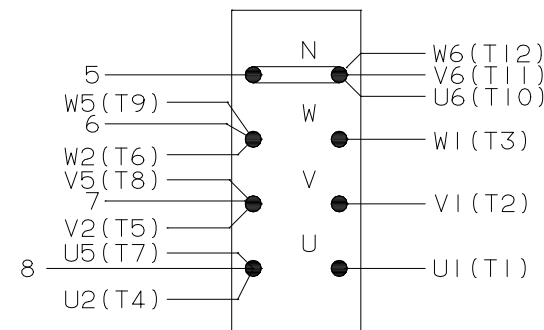 N
W6(T12)
5
V6(T11)
W5(T9)
U6(T10)
6
W
W1(T3)
W2(T6)
V5(T8)
V
7
V1(T2)
V2(T5)
U5(T7)
U
8
U1(T1)
U2(T4)